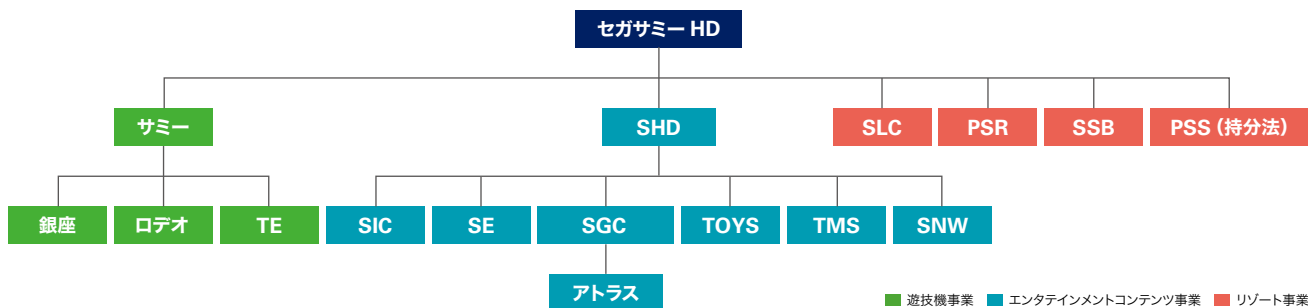 セガサミーHD
サミー
SHD
SLC
PSR
SSB
PSS（持分法）
銀座
ロデオ
TE
SIC
SE
SGC
TOYS
TMS
SNW
アトラス
遊技機事業
エンタテインメントコンテンツ事業
リゾート事業